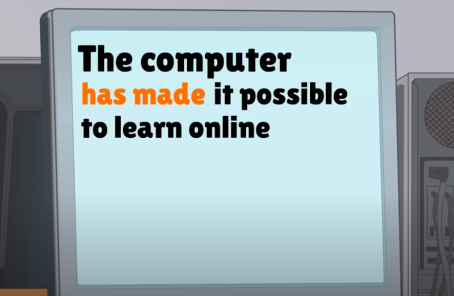 The computer
has made it possible
to learn online